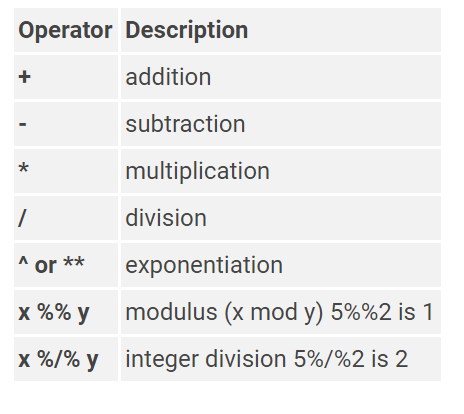 Operator Description
+ addition
- subtraction
* multiplication
/ division
^ or ** exponentiation
x %% y modulus (x mod y) 5%%2 is 1
x %/% y integer division 5%/%2 is 2